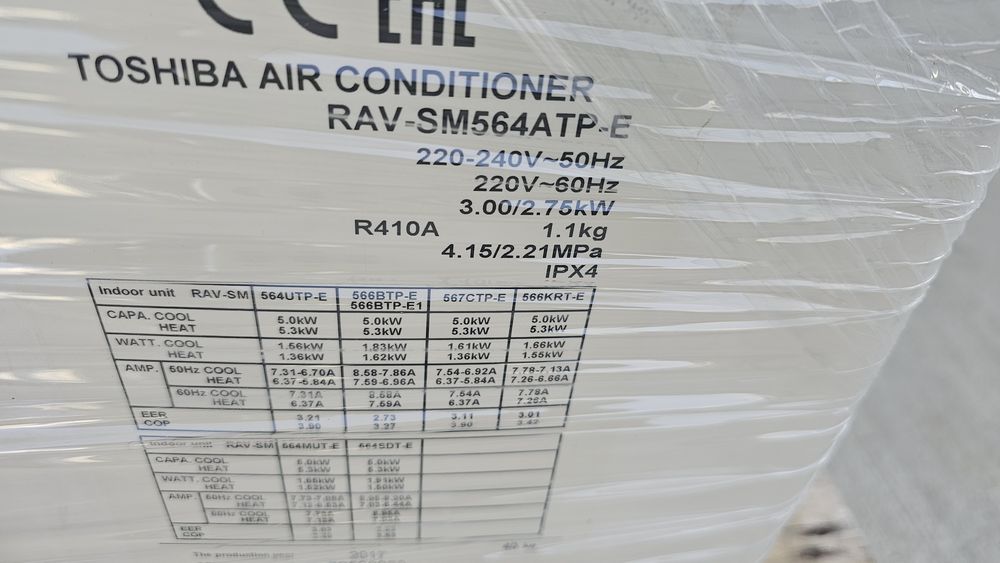 CE EAC
TOSHIBA AIR CONDITIONER
RAV-SM564ATP-E
220-240V~50Hz
220V~60Hz
3.00/2.75kW
R410A 1.1kg
4.15/2.21MPa
IPX4
Indoor unit RAV-SM 564UTP-E 566BTP-E 566BTP-E1 567CTP-E 566KRT-E
CAPA. COOL 5.0kW 5.0kW 5.0kW 5.0kW
HEAT 5.3kW 5.3kW 5.3kW 5.3kW
WATT. COOL 1.56kW 1.83kW 1.61kW 1.66kW
HEAT 1.36kW 1.62kW 1.36kW 1.55kW
AMP. 50Hz COOL 7.31-6.70A 8.58-7.86A 7.54-6.92A 7.78-7.13A
HEAT 6.37-5.84A 7.59-6.96A 6.37-5.84A 7.26-6.66A
60Hz COOL 7.31A 8.58A 7.54A 7.78A
HEAT 6.37A 7.59A 6.37A 7.26A
EER 3.21 2.73 3.11 3.01
COP 3.90 3.27 3.90 3.42
Indoor unit RAV-SM 564MUT-E 564SDT-E
CAPA. COOL 5.0kW 5.0kW
HEAT 5.3kW 5.3kW
WATT. COOL
HEAT
AMP. 50Hz COOL
HEAT
60Hz COOL
HEAT
EER
COP
The production year 2017